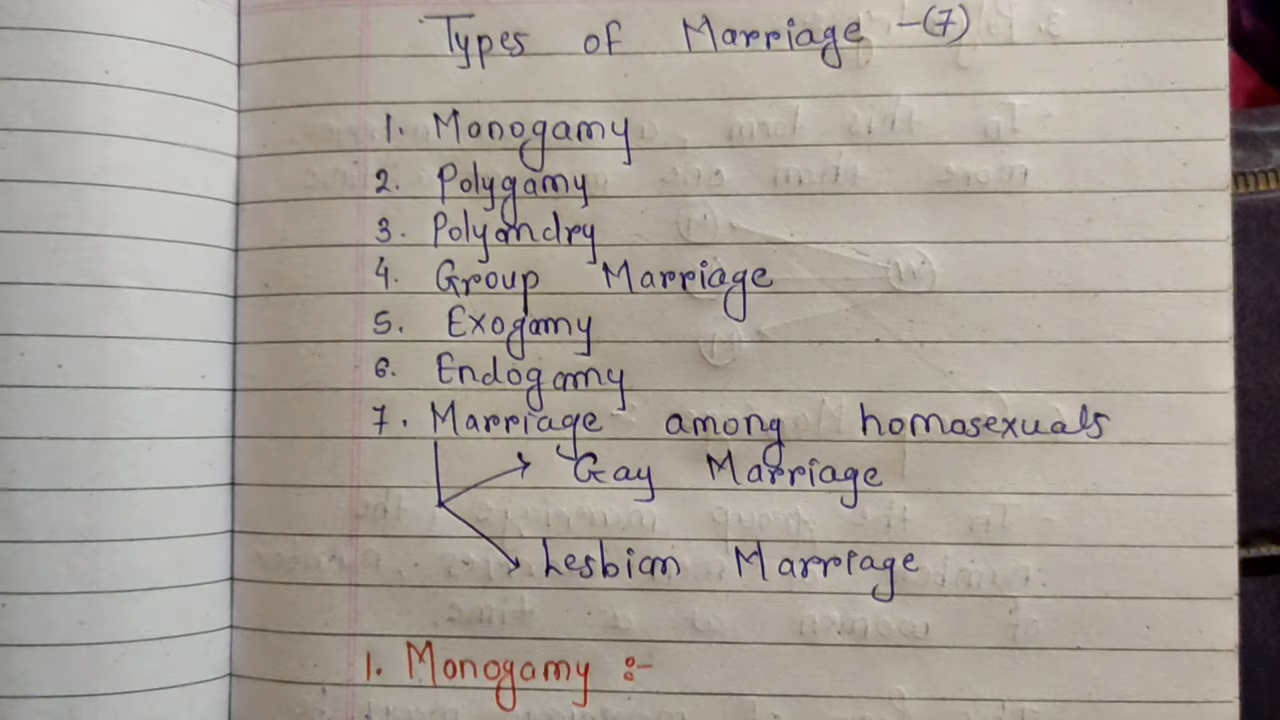 Types of Marriage -(7)
1. Monogamy
2. Polygamy
3. Polyandry
4. Group Marriage
5. Exogamy
6. Endogamy
7. Marriage among homosexuals
Gay Marriage
Lesbian Marriage
1. Monogamy :-